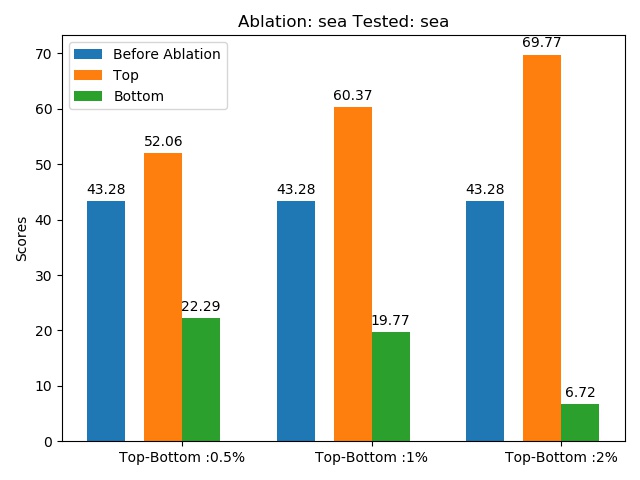 Ablation: sea Tested: sea
Before Ablation
Top
Bottom
Scores
70
60
50
40
30
20
10
0
43.28
52.06
22.29
43.28
60.37
19.77
43.28
69.77
6.72
Top-Bottom :0.5%
Top-Bottom :1%
Top-Bottom :2%